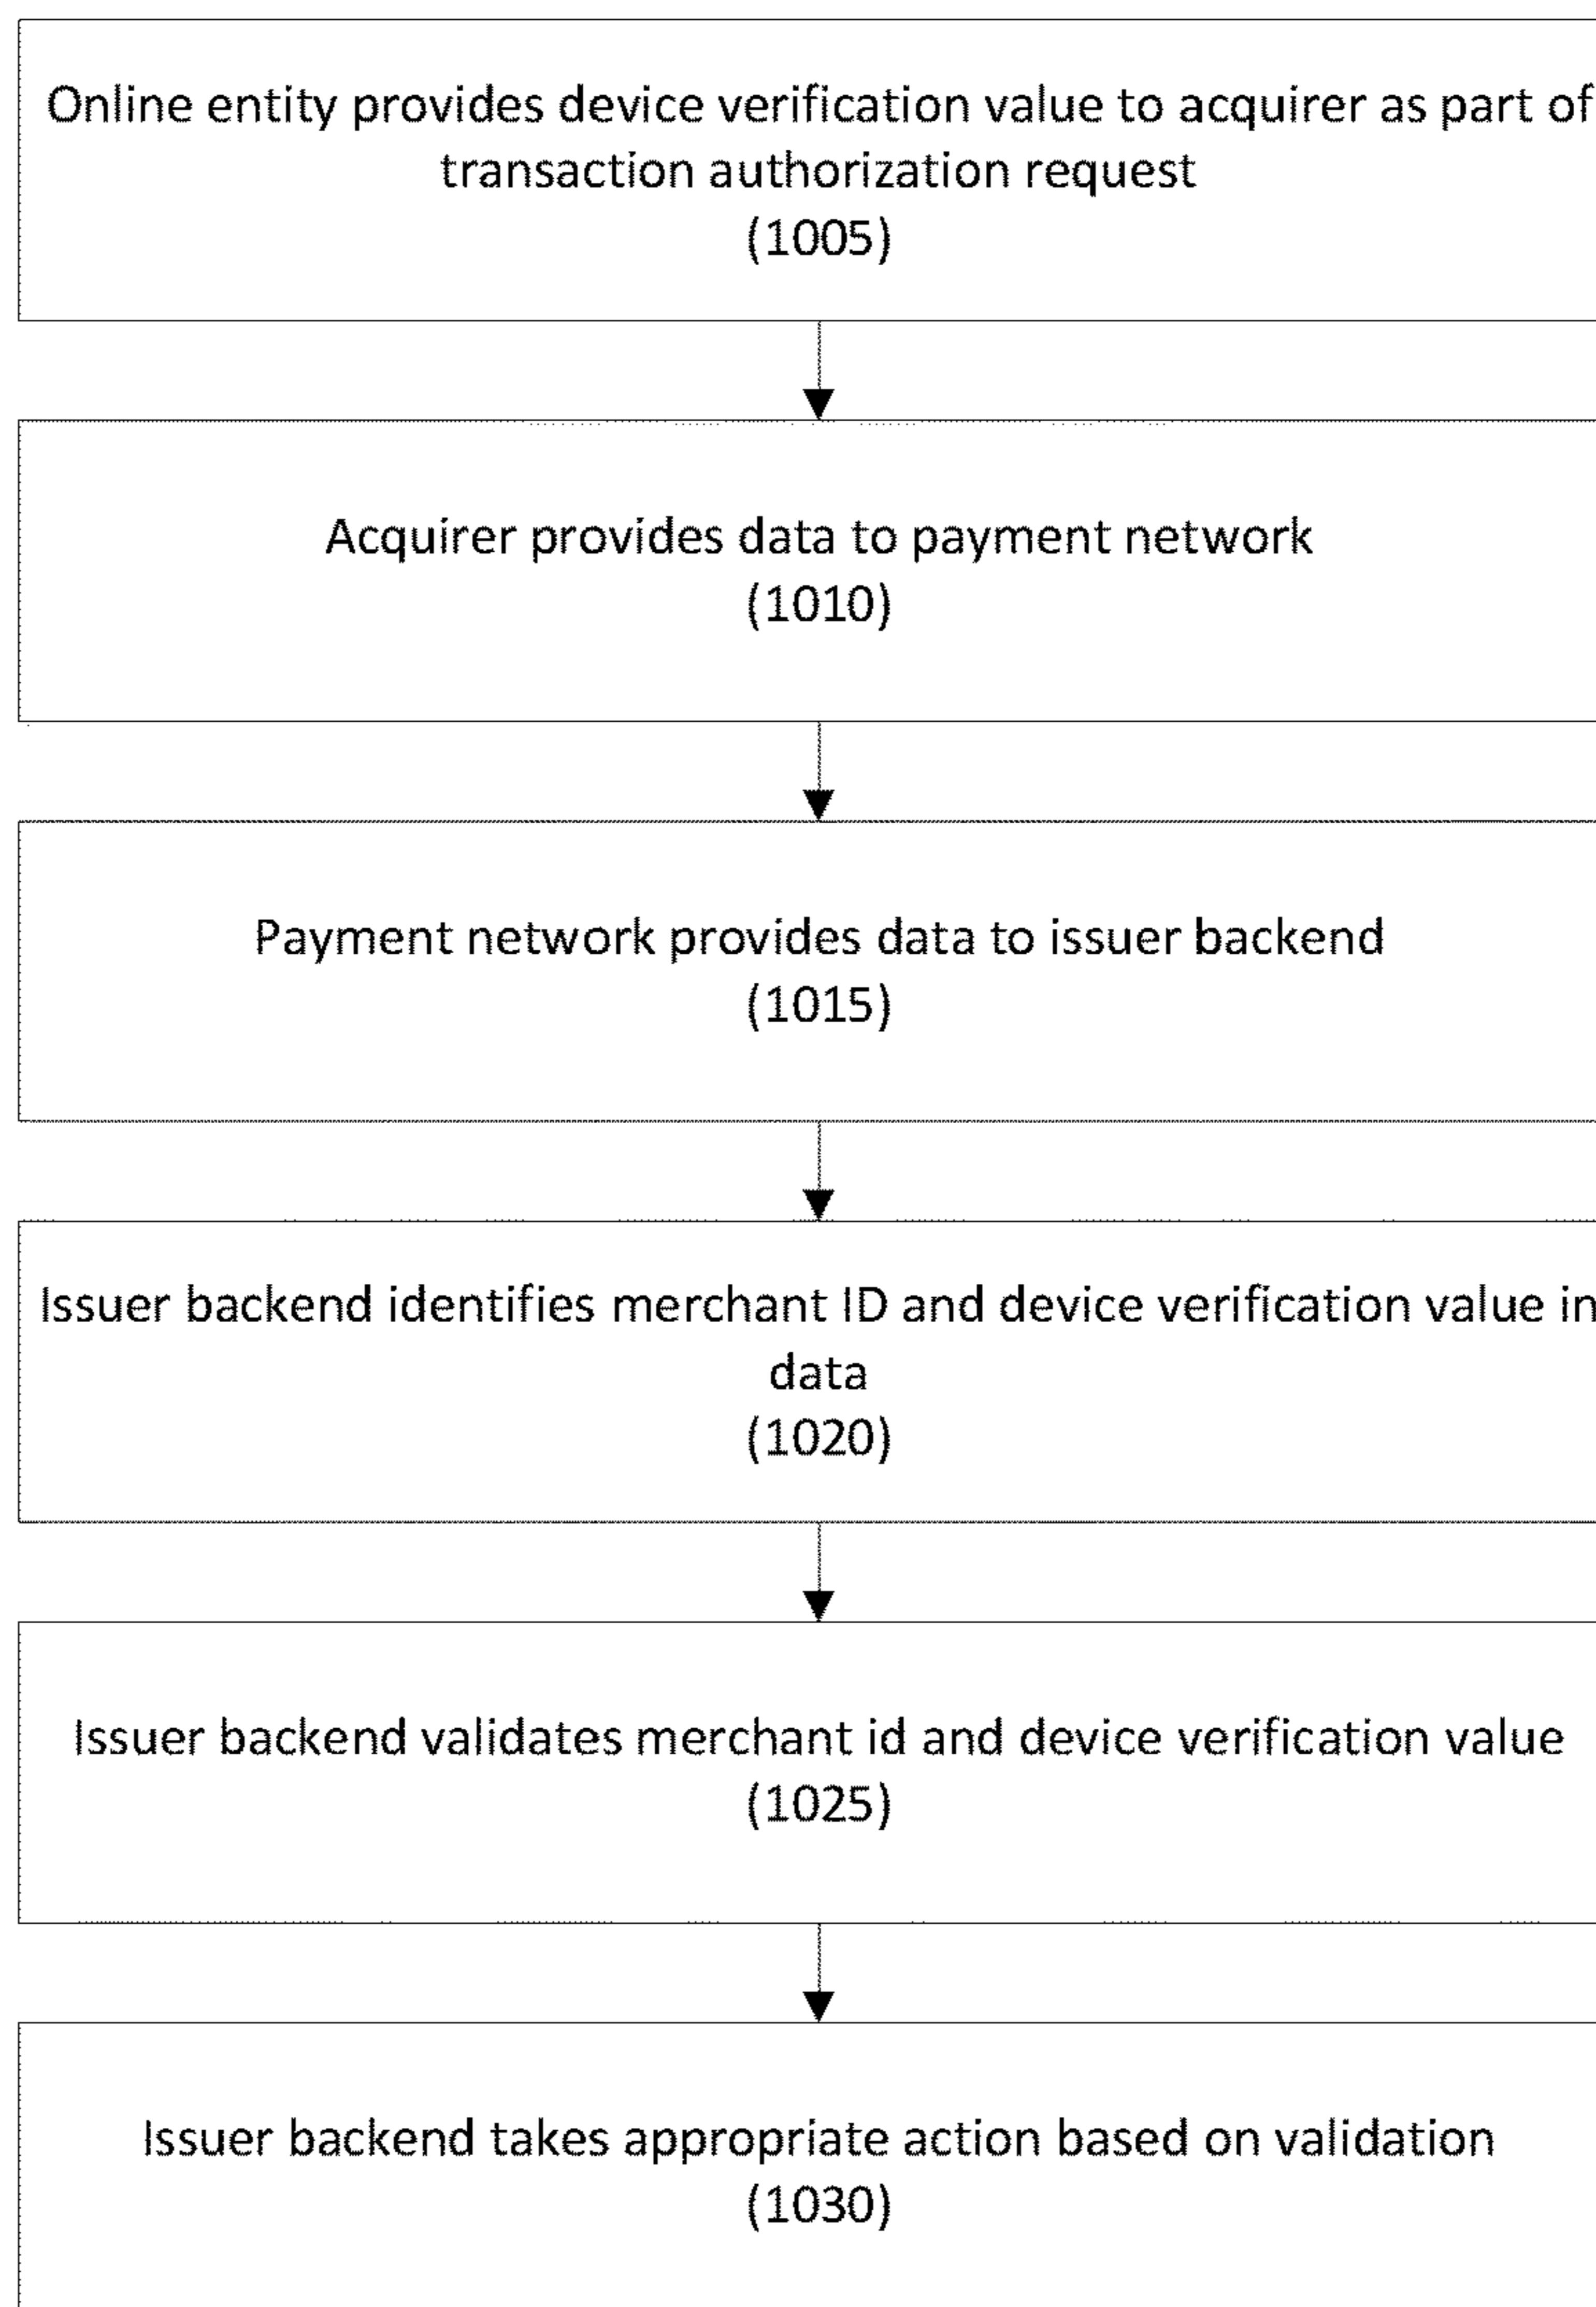 Online entity provides device verification value to acquirer as part of
transaction authorization request
(1005)
Acquirer provides data to payment network
(1010)
Payment network provides data to issuer backend
(1015)
Issuer backend identifies merchant ID and device verification value in
data
(1020)
Issuer backend validates merchant id and device verification value
(1025)
Issuer backend takes appropriate action based on validation
(1030)